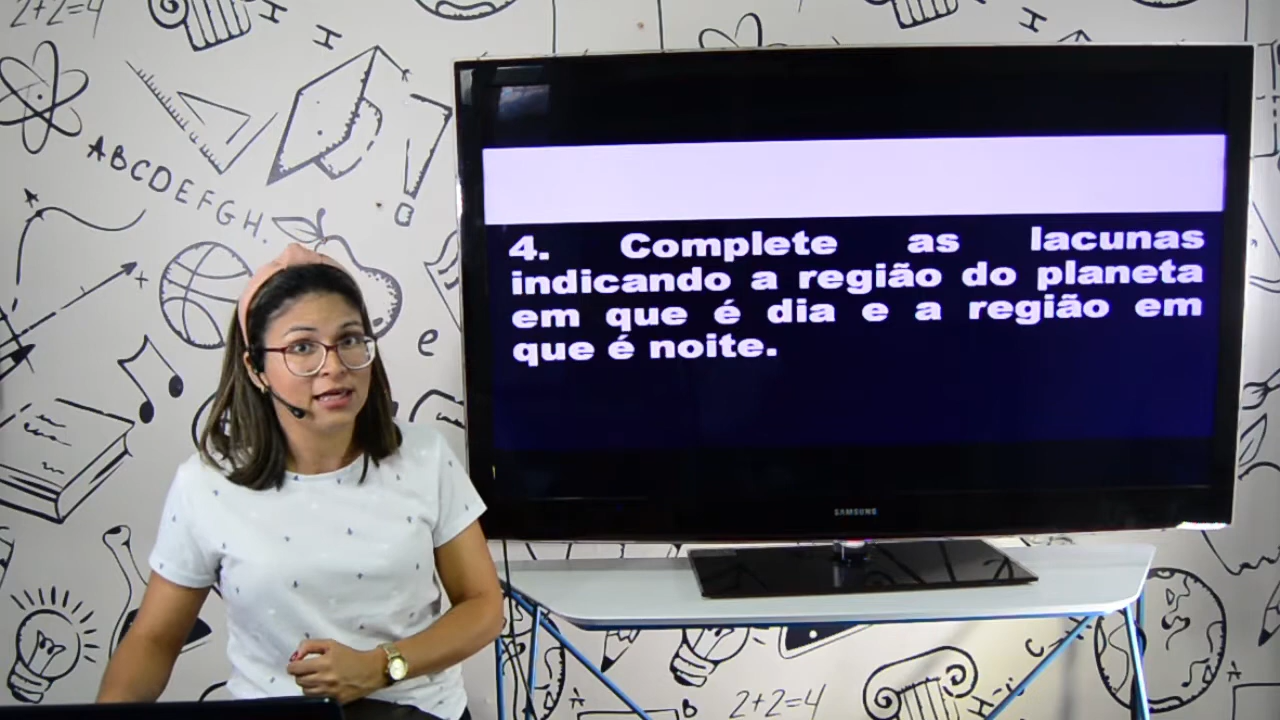 2+2=4
ABCDEFGH.
e
4. Complete as lacunas
indicando a região do planeta
em que é dia e a região em
que é noite.
SAMSUNG
2+2=4